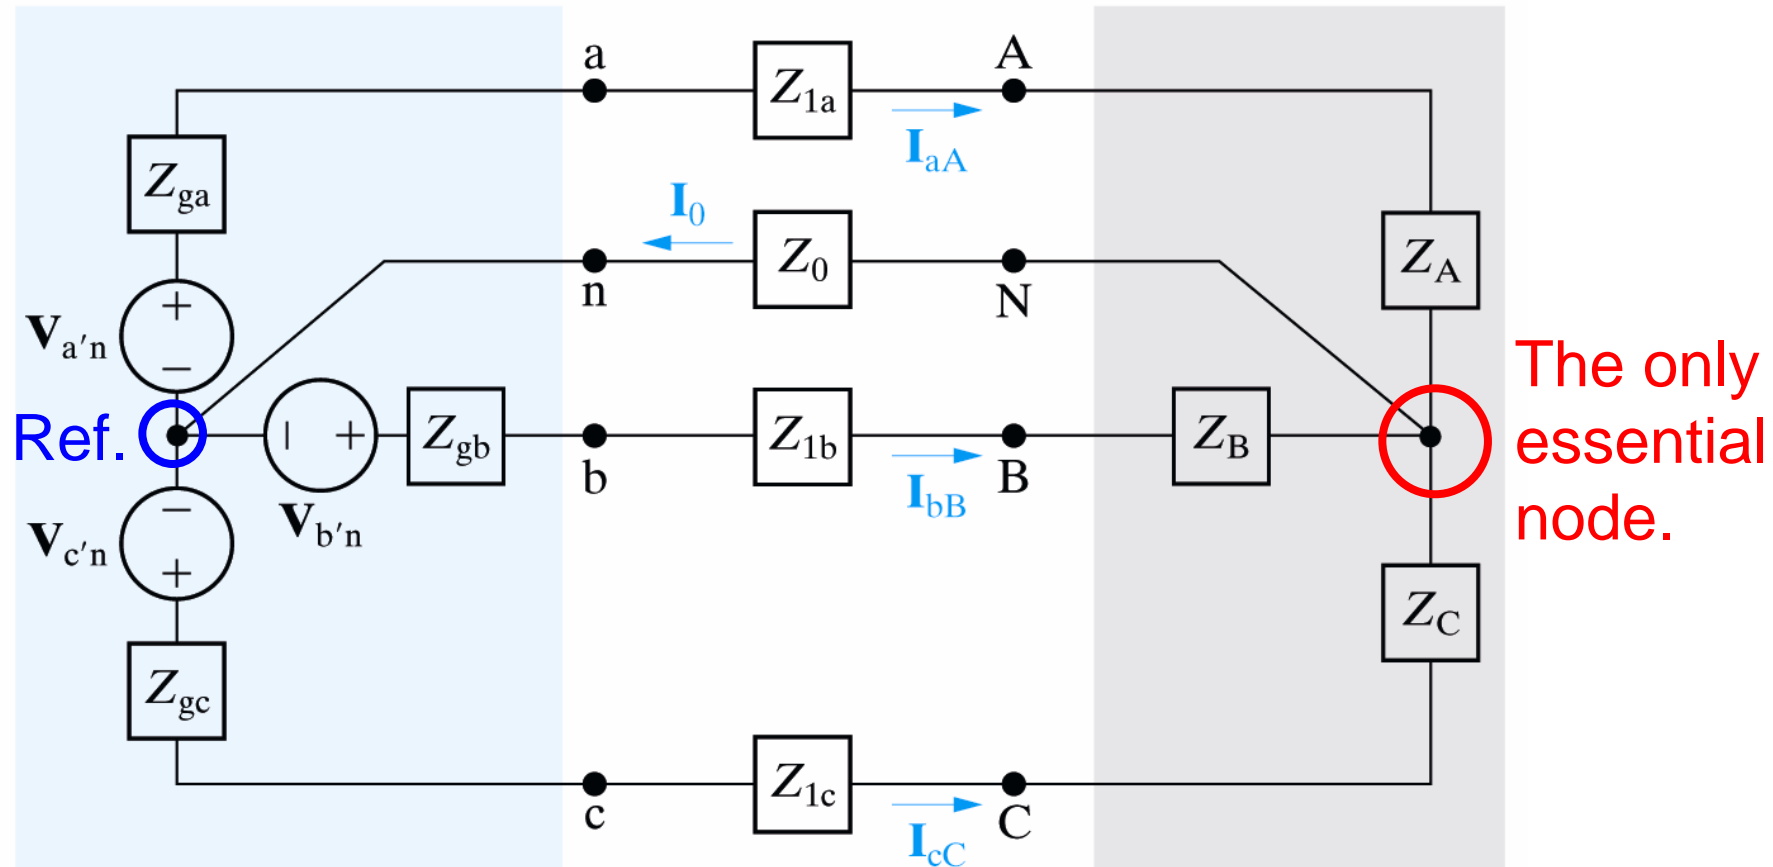 a
Z1a
A
IaA
Zga
I0
Z0
ZA
n
N
+
Va′n
−
The only
essential
node.
Ref.
−
+
Zgb
Z1b
ZB
b
IbB
B
Vb′n
−
Vc′n
+
ZC
Zgc
Z1c
c
IcC
C